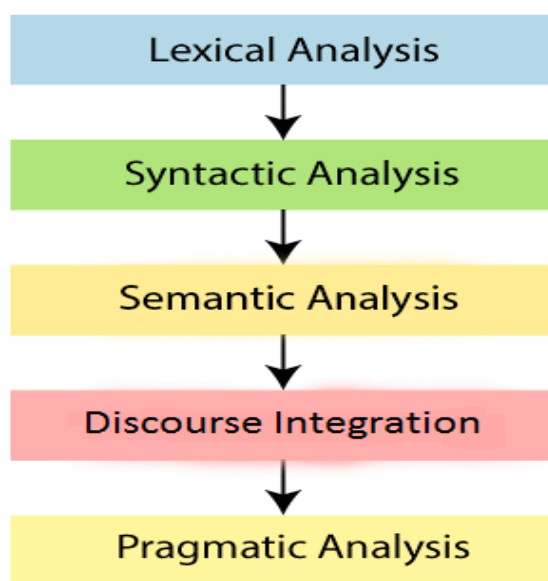 Lexical Analysis
Syntactic Analysis
Semantic Analysis
Discourse Integration
Pragmatic Analysis